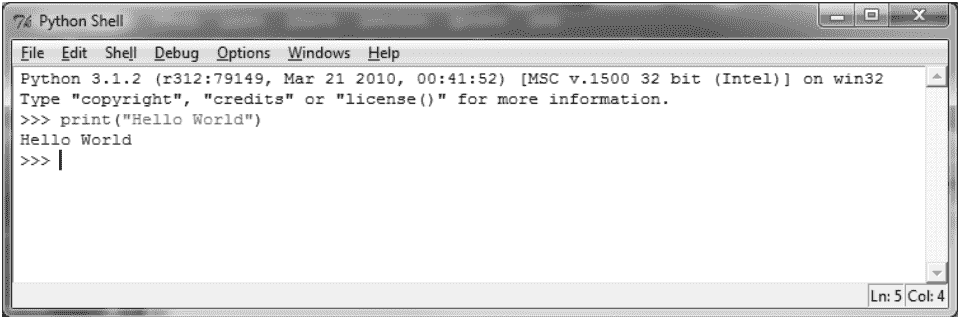 Python Shell
File Edit Shell Debug Options Windows Help
Python 3.1.2 (r312:79149, Mar 21 2010, 00:41:52) [MSC v.1500 32 bit (Intel)] on win32
Type "copyright", "credits" or "license()" for more information.
>>> print("Hello World")
Hello World
>>>
Ln: 5 Col: 4